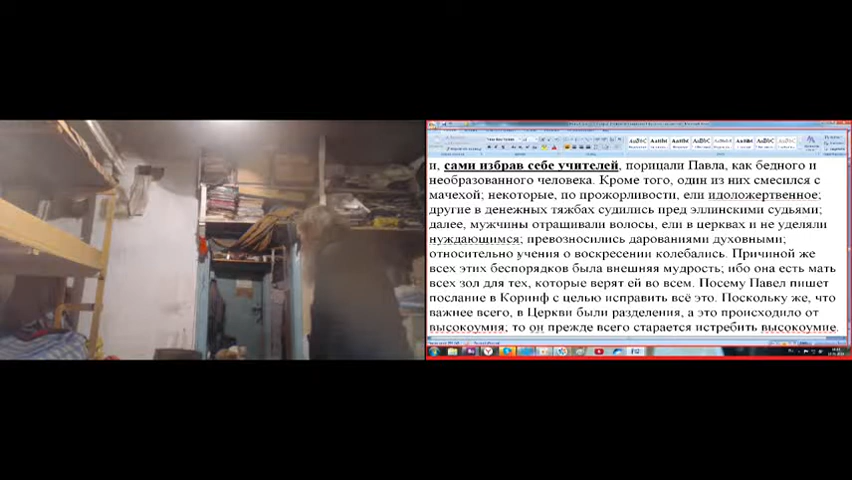 и, сами избрав себе учителей, порицали Павла, как бедного и
необразованного человека. Кроме того, один из них смесился с
мачехой; некоторые, по прожорливости, ели идоложертвенное;
другие в денежных тяжбах судились пред эллинскими судьями;
далее, мужчины отращивали волосы, ели в церквах и не уделяли
нуждающимся; превозносились дарованиями духовными;
относительно учения о воскресении колебались. Причиной же
всех этих беспорядков была внешняя мудрость; ибо она есть мать
всех зол для тех, которые верят ей во всем. Посему Павел пишет
послание в Коринф с целью исправить всё это. Поскольку же, что
важнее всего, в Церкви были разделения, а это происходило от
высокоумия; то он прежде всего старается истребить высокоумие.